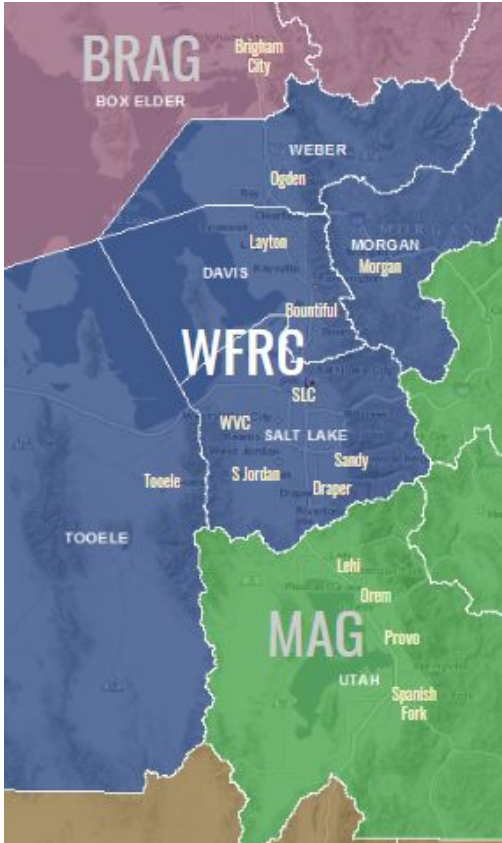 BRAG
Brigham
City
BOX ELDER
WEBER
Ogden
Layton
MORGAN
Morgan
DAVIS
Bountiful
WFRC
SLC
WVC
SALT LAKE
Sandy
S Jordan
Tooele
Draper
TOOELE
Lehi
Orem
MAG
Provo
UTAH
Spanish
Fork